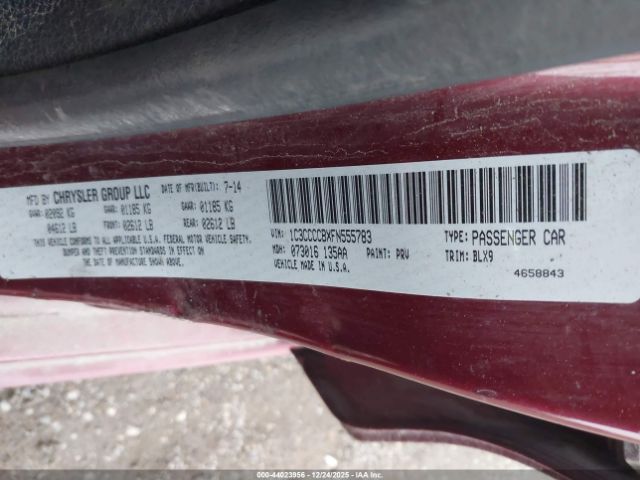 MFD BY CHRYSLER GROUP LLC DATE OF MFR(BUILT): 7-14
GVWR: 02092 KG GAWR: 01185 KG GAWR: 01185 KG
04612 LB FRONT: 02612 LB REAR: 02612 LB
THIS VEHICLE CONFORMS TO ALL APPLICABLE U.S.A. FEDERAL MOTOR VEHICLE SAFETY,
BUMPER AND THEFT PREVENTION STANDARDS IN EFFECT ON
THE DATE OF MANUFACTURE SHOWN ABOVE.
VIN: 1C3CCCCBXFN555783 TYPE: PASSENGER CAR
MDH: 073016 135AA PAINT: PRV TRIM: BLX9
VEHICLE MADE IN U.S.A. 4658843
000-44023956 - 12/24/2025 - IAAI.COM